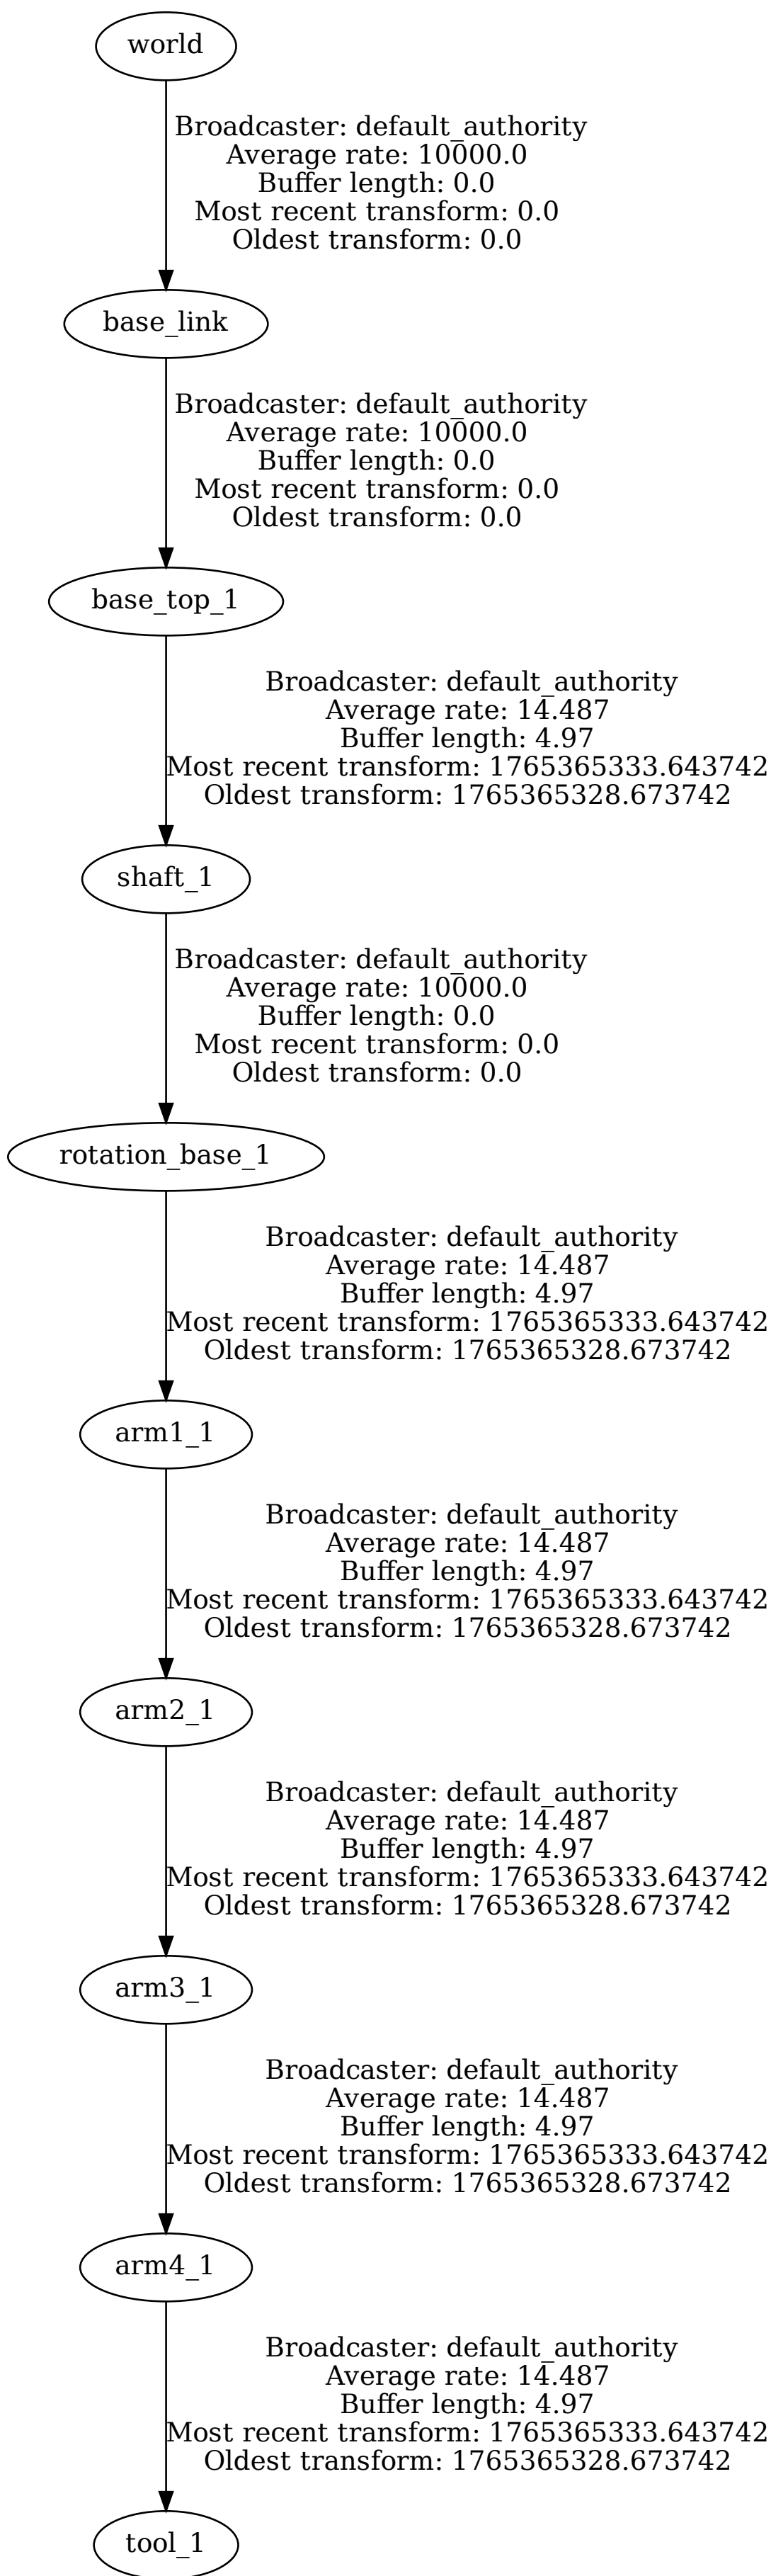 world
Broadcaster: default_authority
Average rate: 10000.0
Buffer length: 0.0
Most recent transform: 0.0
Oldest transform: 0.0
base_link
Broadcaster: default_authority
Average rate: 10000.0
Buffer length: 0.0
Most recent transform: 0.0
Oldest transform: 0.0
base_top_1
Broadcaster: default_authority
Average rate: 14.487
Buffer length: 4.97
Most recent transform: 1765365333.643742
Oldest transform: 1765365328.673742
shaft_1
Broadcaster: default_authority
Average rate: 10000.0
Buffer length: 0.0
Most recent transform: 0.0
Oldest transform: 0.0
rotation_base_1
Broadcaster: default_authority
Average rate: 14.487
Buffer length: 4.97
Most recent transform: 1765365333.643742
Oldest transform: 1765365328.673742
arm1_1
Broadcaster: default_authority
Average rate: 14.487
Buffer length: 4.97
Most recent transform: 1765365333.643742
Oldest transform: 1765365328.673742
arm2_1
Broadcaster: default_authority
Average rate: 14.487
Buffer length: 4.97
Most recent transform: 1765365333.643742
Oldest transform: 1765365328.673742
arm3_1
Broadcaster: default_authority
Average rate: 14.487
Buffer length: 4.97
Most recent transform: 1765365333.643742
Oldest transform: 1765365328.673742
arm4_1
Broadcaster: default_authority
Average rate: 14.487
Buffer length: 4.97
Most recent transform: 1765365333.643742
Oldest transform: 1765365328.673742
tool_1